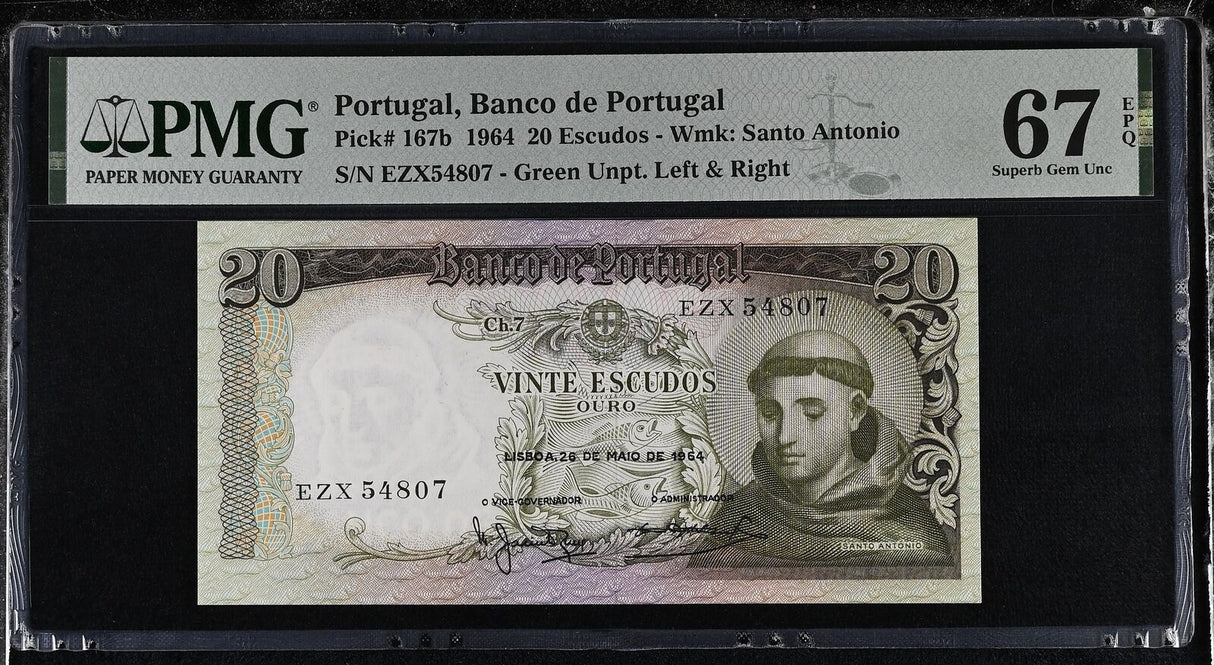 PMG®
PAPER MONEY GUARANTY
Portugal, Banco de Portugal
Pick# 167b 1964 20 Escudos - Wmk: Santo Antonio
S/N EZX54807 - Green Unpt. Left & Right
67
EPQ
Superb Gem Unc
20
Banco de Portugal
20
EZX 54807
Ch.7
VINTE ESCUDOS
OURO
LISBOA, 26 DE MAIO DE 1964
EZX 54807
O VICE-GOVERNADOR
O ADMINISTRADOR
SANTO ANTÓNIO